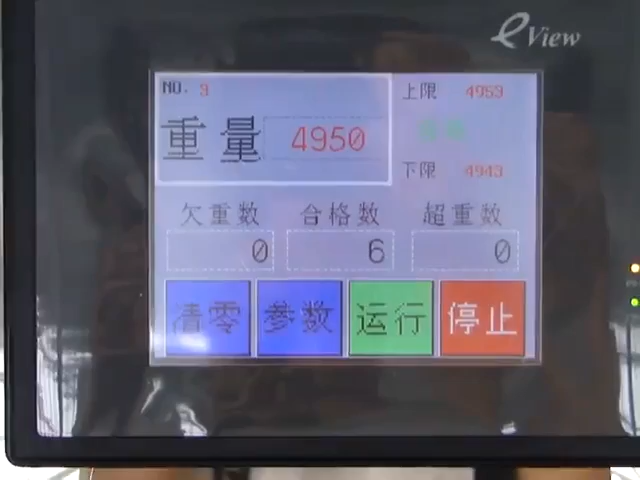 eView
NO. 9
重量 4950
上限 4959
下限 4943
欠重数 合格数 超重数
0 6 0
清零 参数 运行 停止